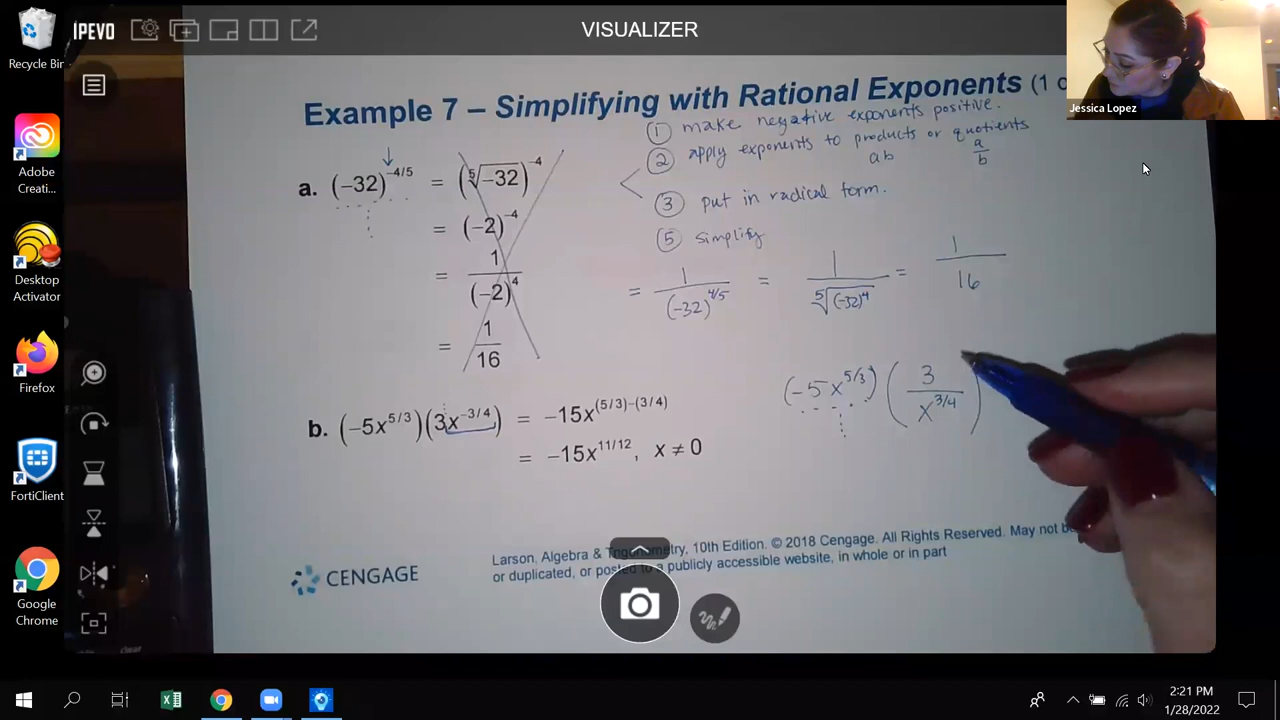 IPEVO
VISUALIZER
Recycle Bin
Jessica Lopez
Adobe
Creati...
Desktop
Activator
Firefox
FortiClient
Google
Chrome
Example 7 – Simplifying with Rational Exponents (1 o
① make negative exponents positive.
② apply exponents to products or quotients
ab a/b
③ put in radical form.
⑤ simplify
a. (−32)^−4/5 = (⁵√−32)^−4
= (−2)^−4
= 1/(−2)^4
= 1/16
= 1/(-32)^4/5 = 1/⁵√(-32)^4 = 1/16
b. (−5x^5/3)(3x^−3/4) = −15x^(5/3)−(3/4)
= −15x^11/12, x ≠ 0
(-5x^5/3)(3/x^3/4)
CENGAGE
Larson, Algebra & Trigonometry, 10th Edition. © 2018 Cengage. All Rights Reserved. May not be
or duplicated, or posted to a publicly accessible website, in whole or in part
clear
2:21 PM
1/28/2022